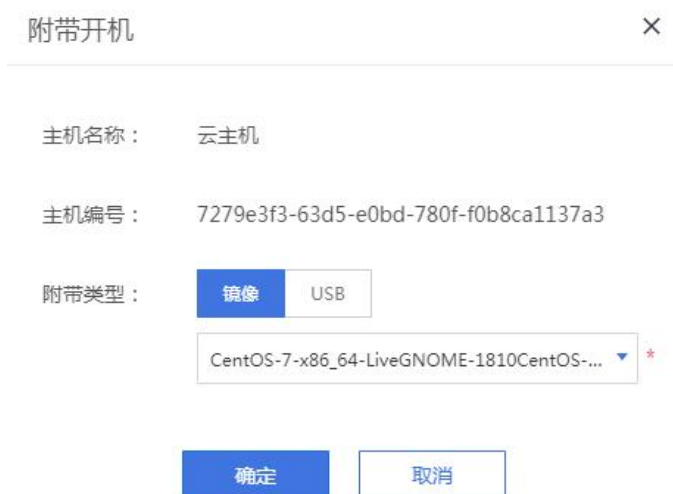 附带开机
主机名称： 云主机
主机编号： 7279e3f3-63d5-e0bd-780f-f0b8ca1137a3
附带类型： 镜像 USB
CentOS-7-x86_64-LiveGNOME-1810CentOS-... *
确定 取消